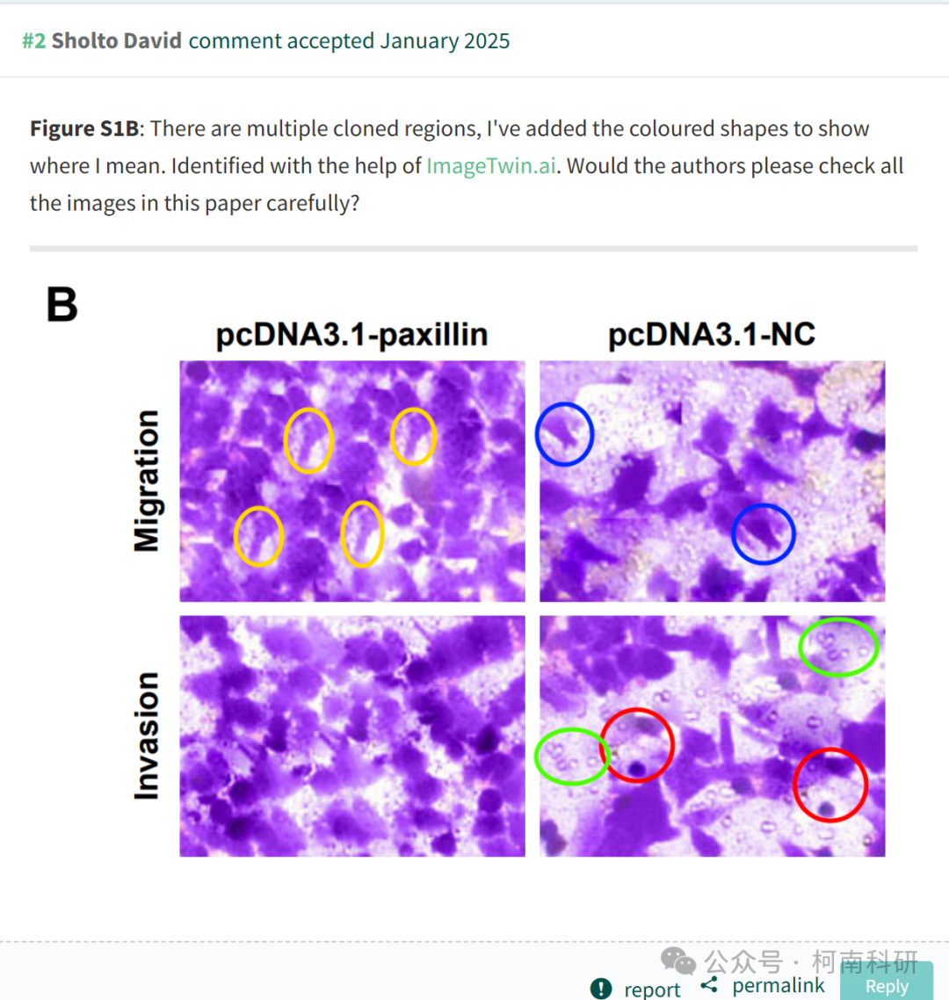 #2 Sholto David comment accepted January 2025
Figure S1B: There are multiple cloned regions, I've added the coloured shapes to show
where I mean. Identified with the help of ImageTwin.ai. Would the authors please check all
the images in this paper carefully?
B
pcDNA3.1-paxillin pcDNA3.1-NC
Migration
Invasion
公众号 · 柯南科研
! report permalink Reply